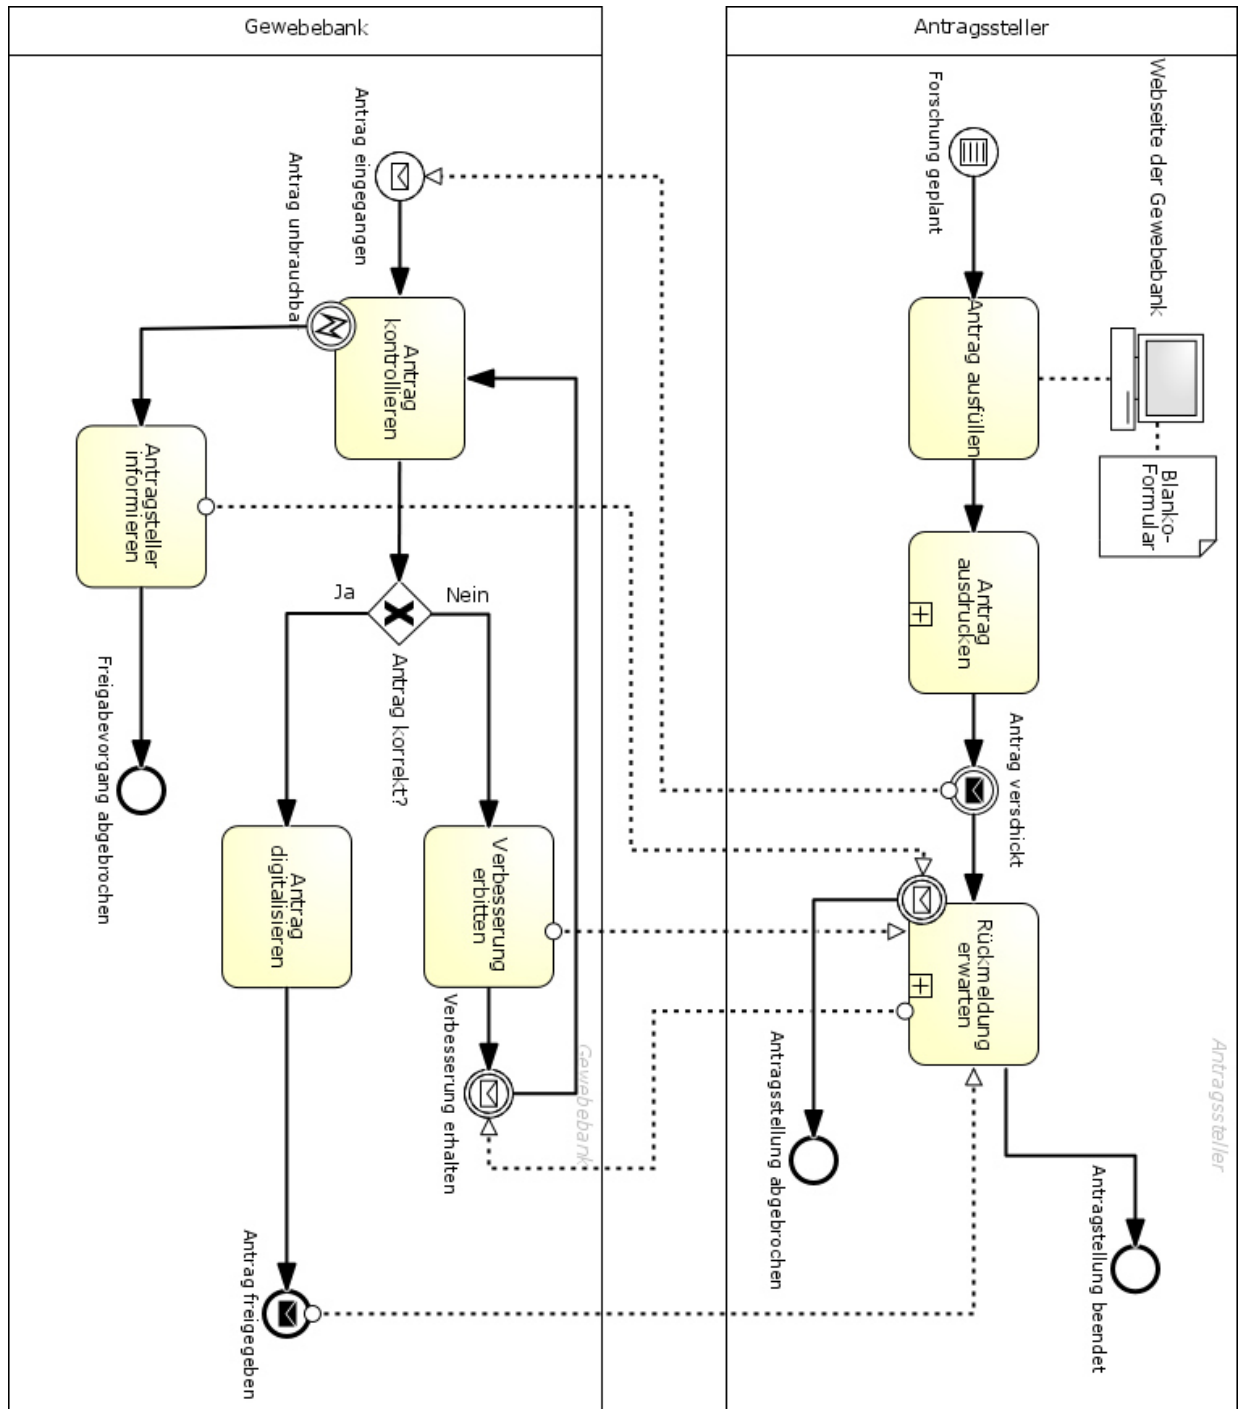 Gewebebank
Antragssteller
Webseite der Gewebebank
Forschung geplant
Antrag ausfüllen
Blanko-
Formular
Antrag
ausdrucken
Antrag verschickt
Rückmeldung
erwarten
Antragsstellung abgebrochen
Antragstellung beendet
Antragssteller
Antrag eingegangen
Antrag unbrauchba
Antrag
kontrollieren
Antragsteller
informieren
Freigabevorgang abgebrochen
Ja
Nein
Antrag korrekt?
Antrag
digitalisieren
Verbesserung
erbitten
Verbesserung erhalten
Gewebebank
Antrag freigegeben